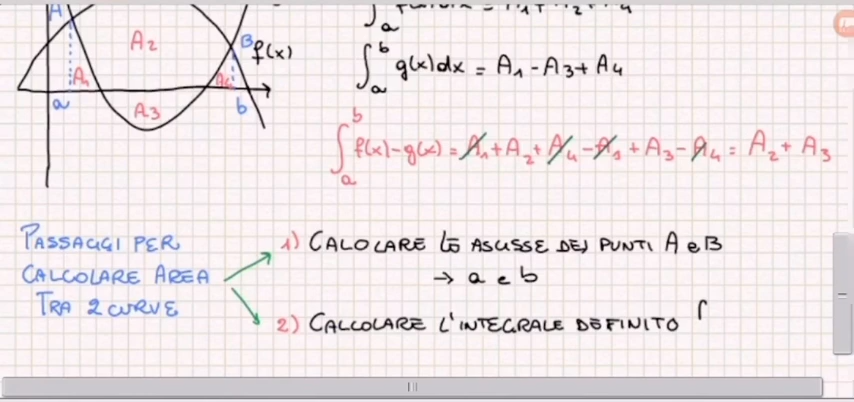 A
A2
B
f(x)
A1
A4
a
A3
b
∫ab g(x)dx = A1 - A3 + A4
∫ab f(x)-g(x) = A1 + A2 + A4 - A1 + A3 - A4 = A2 + A3
PASSAGGI PER
CALCOLARE AREA
TRA 2 CURVE
1) CALCOLARE LE ASCISSE DEI PUNTI A e B
→ a e b
2) CALCOLARE L'INTEGRALE DEFINITO ∫